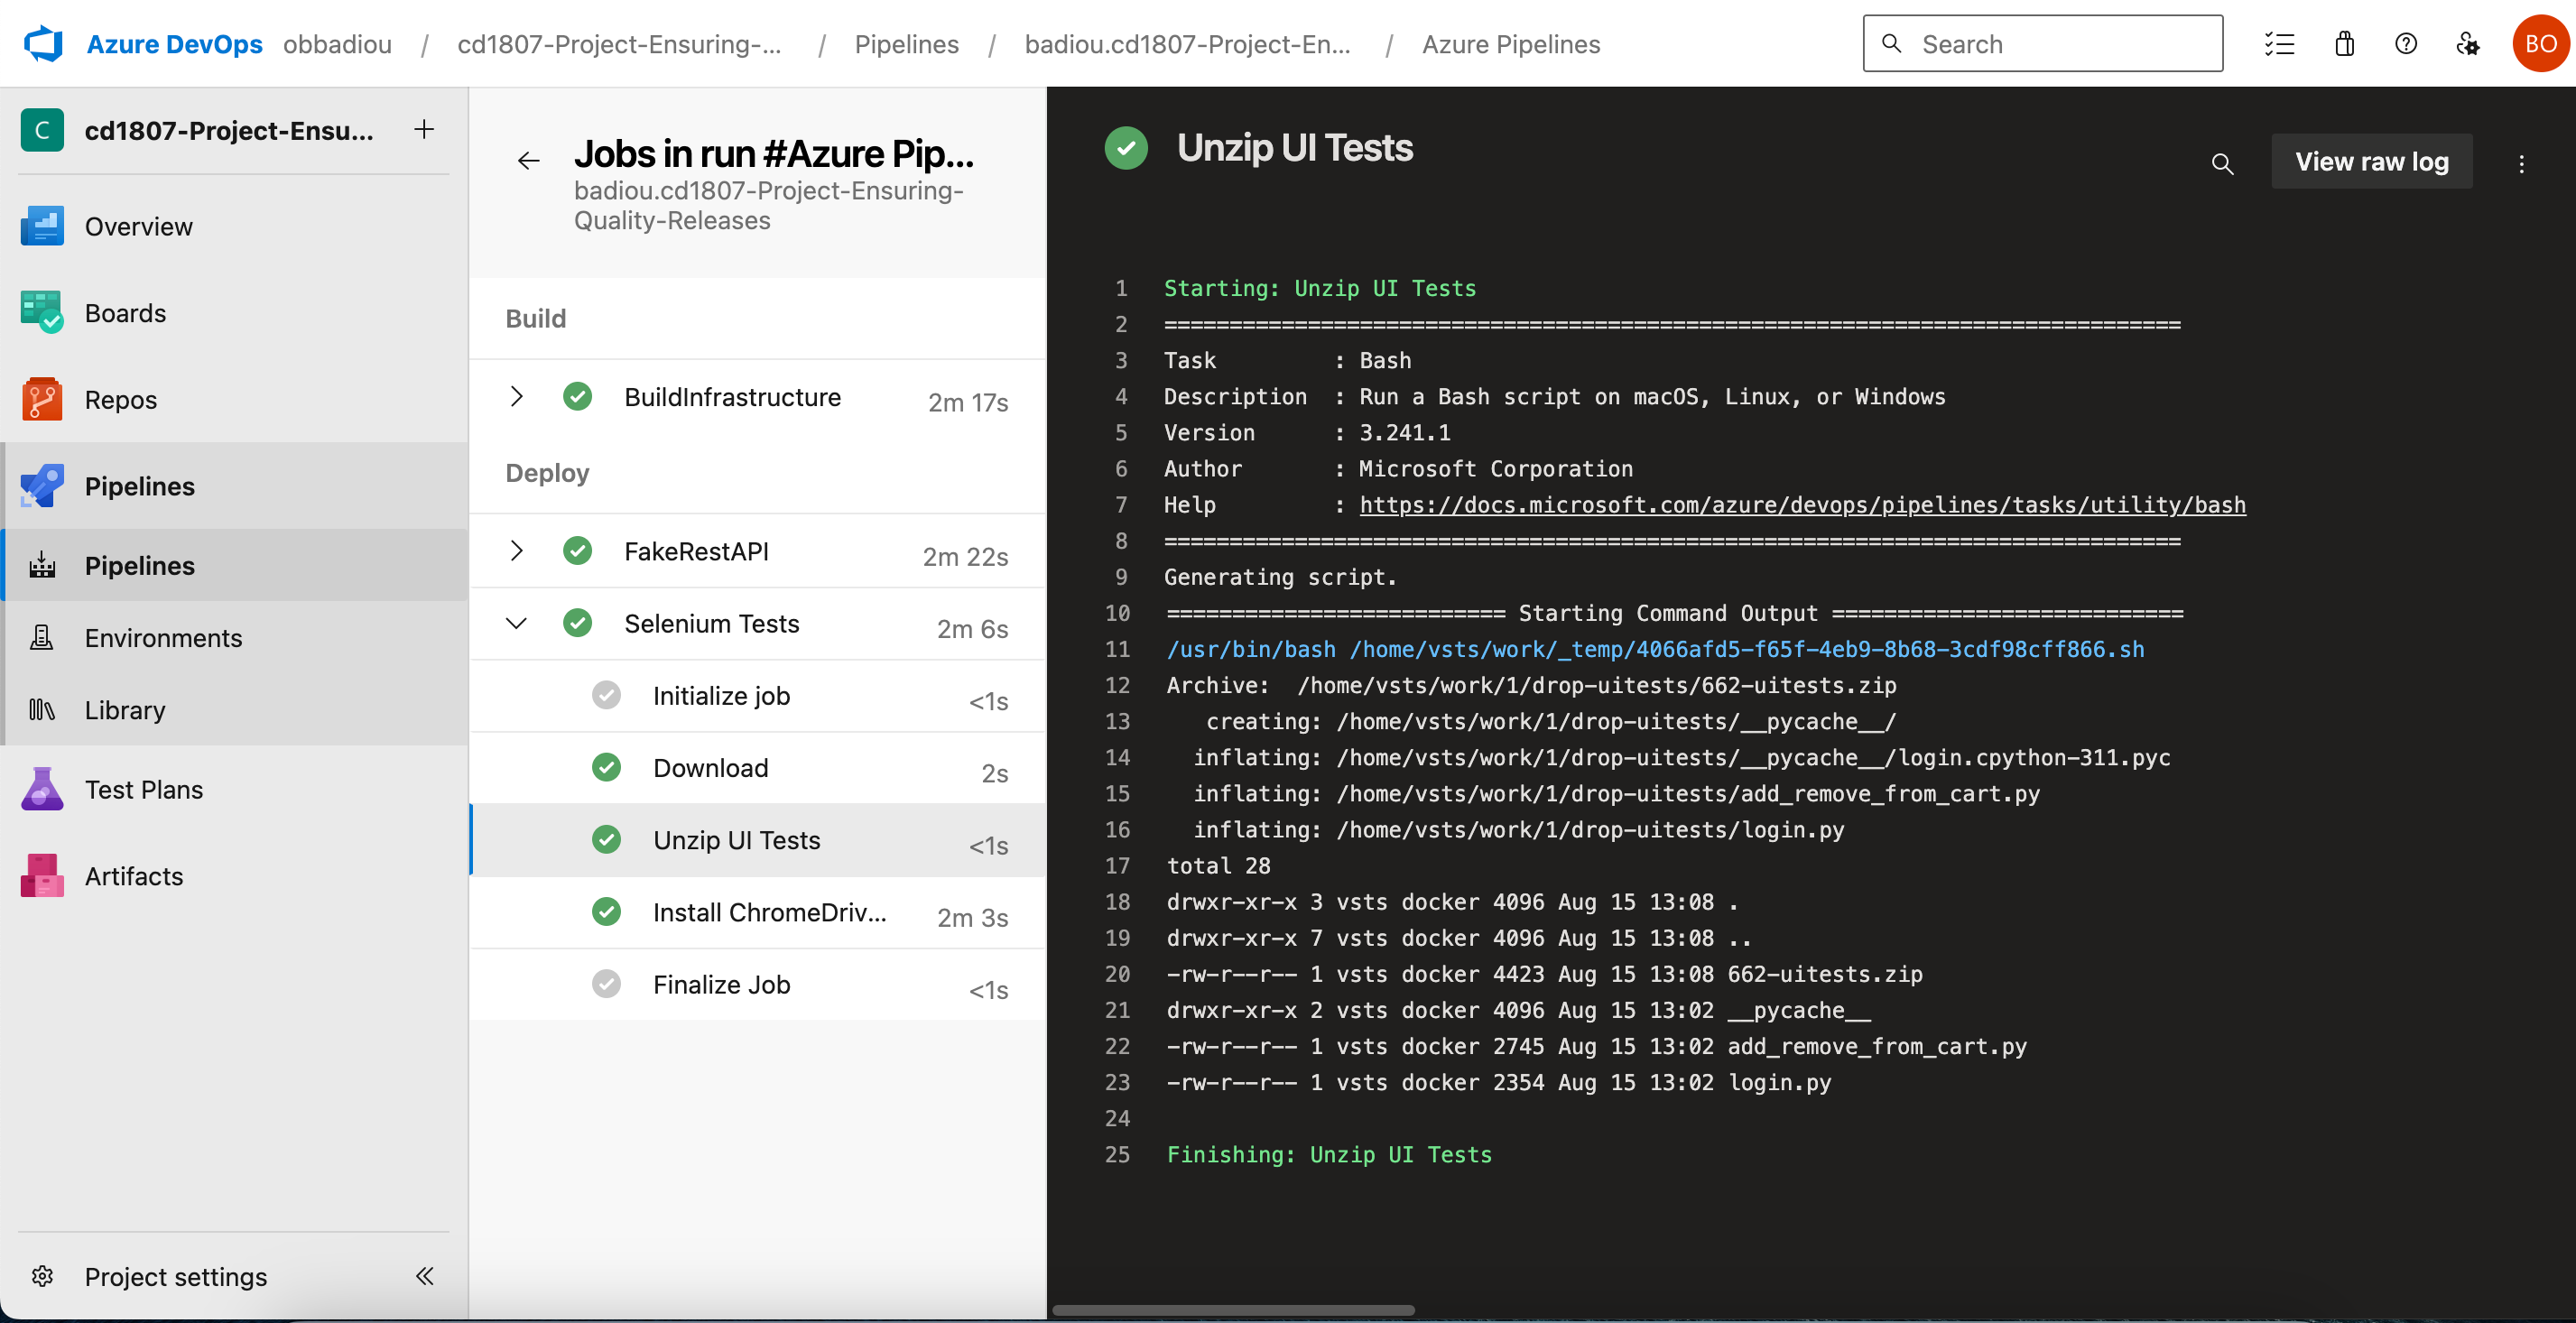 Azure DevOps obbadiou / cd1807-Project-Ensuring-... / Pipelines / badiou.cd1807-Project-En... / Azure Pipelines
Search
BO
C cd1807-Project-Ensu...
Overview
Boards
Repos
Pipelines
Pipelines
Environments
Library
Test Plans
Artifacts
Project settings
Jobs in run #Azure Pip...
badiou.cd1807-Project-Ensuring-
Quality-Releases
Build
BuildInfrastructure 2m 17s
Deploy
FakeRestAPI 2m 22s
Selenium Tests 2m 6s
Initialize job <1s
Download 2s
Unzip UI Tests <1s
Install ChromeDriv... 2m 3s
Finalize Job <1s
Unzip UI Tests
View raw log
1 Starting: Unzip UI Tests
2 ==============================================================================
3 Task         : Bash
4 Description  : Run a Bash script on macOS, Linux, or Windows
5 Version      : 3.241.1
6 Author       : Microsoft Corporation
7 Help         : https://docs.microsoft.com/azure/devops/pipelines/tasks/utility/bash
8 ==============================================================================
9 Generating script.
10 ========================== Starting Command Output ===========================
11 /usr/bin/bash /home/vsts/work/_temp/4066afd5-f65f-4eb9-8b68-3cdf98cff866.sh
12 Archive:  /home/vsts/work/1/drop-uitests/662-uitests.zip
13    creating: /home/vsts/work/1/drop-uitests/__pycache__/
14   inflating: /home/vsts/work/1/drop-uitests/__pycache__/login.cpython-311.pyc
15   inflating: /home/vsts/work/1/drop-uitests/add_remove_from_cart.py
16   inflating: /home/vsts/work/1/drop-uitests/login.py
17 total 28
18 drwxr-xr-x 3 vsts docker 4096 Aug 15 13:08 .
19 drwxr-xr-x 7 vsts docker 4096 Aug 15 13:08 ..
20 -rw-r--r-- 1 vsts docker 4423 Aug 15 13:08 662-uitests.zip
21 drwxr-xr-x 2 vsts docker 4096 Aug 15 13:02 __pycache__
22 -rw-r--r-- 1 vsts docker 2745 Aug 15 13:02 add_remove_from_cart.py
23 -rw-r--r-- 1 vsts docker 2354 Aug 15 13:02 login.py
24
25 Finishing: Unzip UI Tests